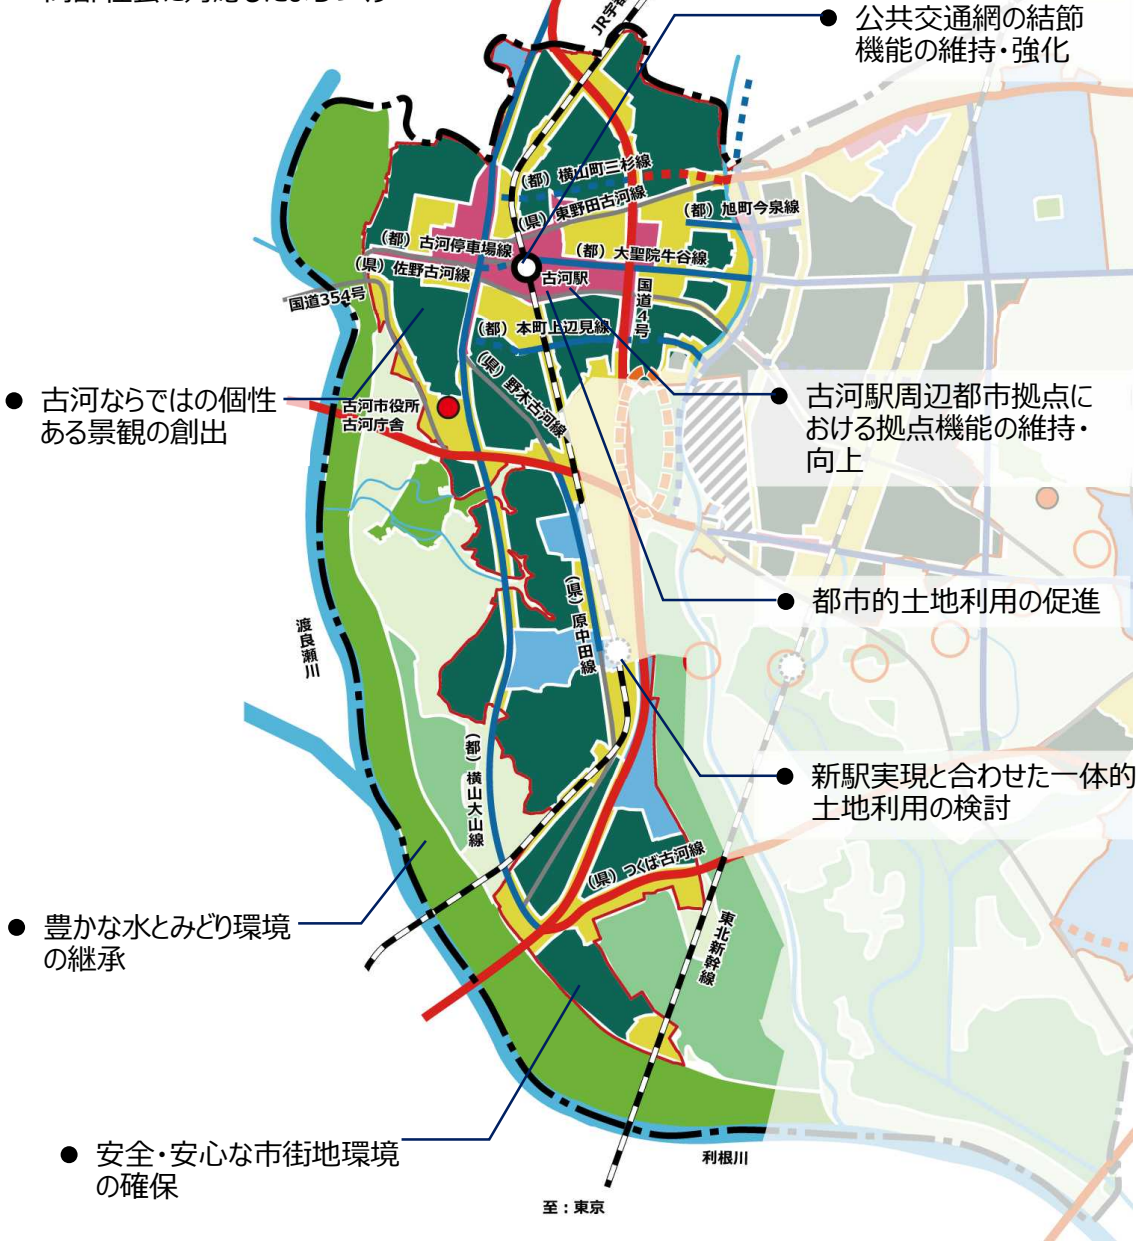 JR宇都
● 公共交通網の結節
機能の維持・強化
(都)横山町三杉線
(県)東野田古河線
(都)旭町今泉線
(都)古河停車場線
(都)大聖院牛谷線
(県)佐野古河線
古河駅
国道4号
国道354号
(都)本町上辺見線
(県)野木古河線
● 古河ならではの個性
ある景観の創出
古河市役所
古河庁舎
● 古河駅周辺都市拠点に
おける拠点機能の維持・
向上
● 都市的土地利用の促進
(県)原中田線
渡良瀬川
● 新駅実現と合わせた一体的
土地利用の検討
(都)横山大山線
(県)つくば古河線
● 豊かな水とみどり環境
の継承
東北新幹線
● 安全・安心な市街地環境
の確保
利根川
至:東京